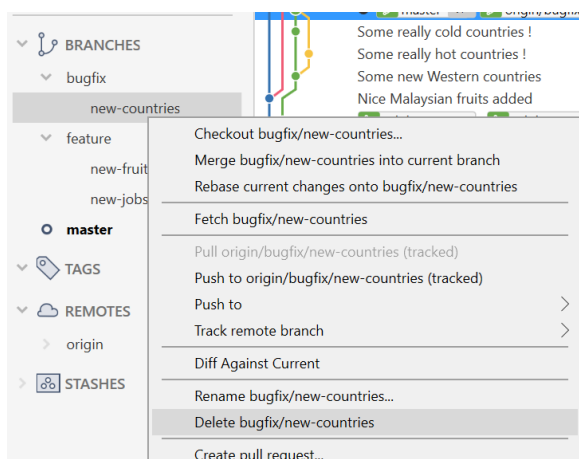 master
origin/bugfix
BRANCHES
Some really cold countries !
bugfix
Some really hot countries !
Some new Western countries
new-countries
Nice Malaysian fruits added
feature
Checkout bugfix/new-countries...
Merge bugfix/new-countries into current branch
new-fruit
Rebase current changes onto bugfix/new-countries
new-jobs
Fetch bugfix/new-countries
master
Pull origin/bugfix/new-countries (tracked)
TAGS
Push to origin/bugfix/new-countries (tracked)
Push to
REMOTES
Track remote branch
origin
Diff Against Current
STASHES
Rename bugfix/new-countries...
Delete bugfix/new-countries
Create pull request...